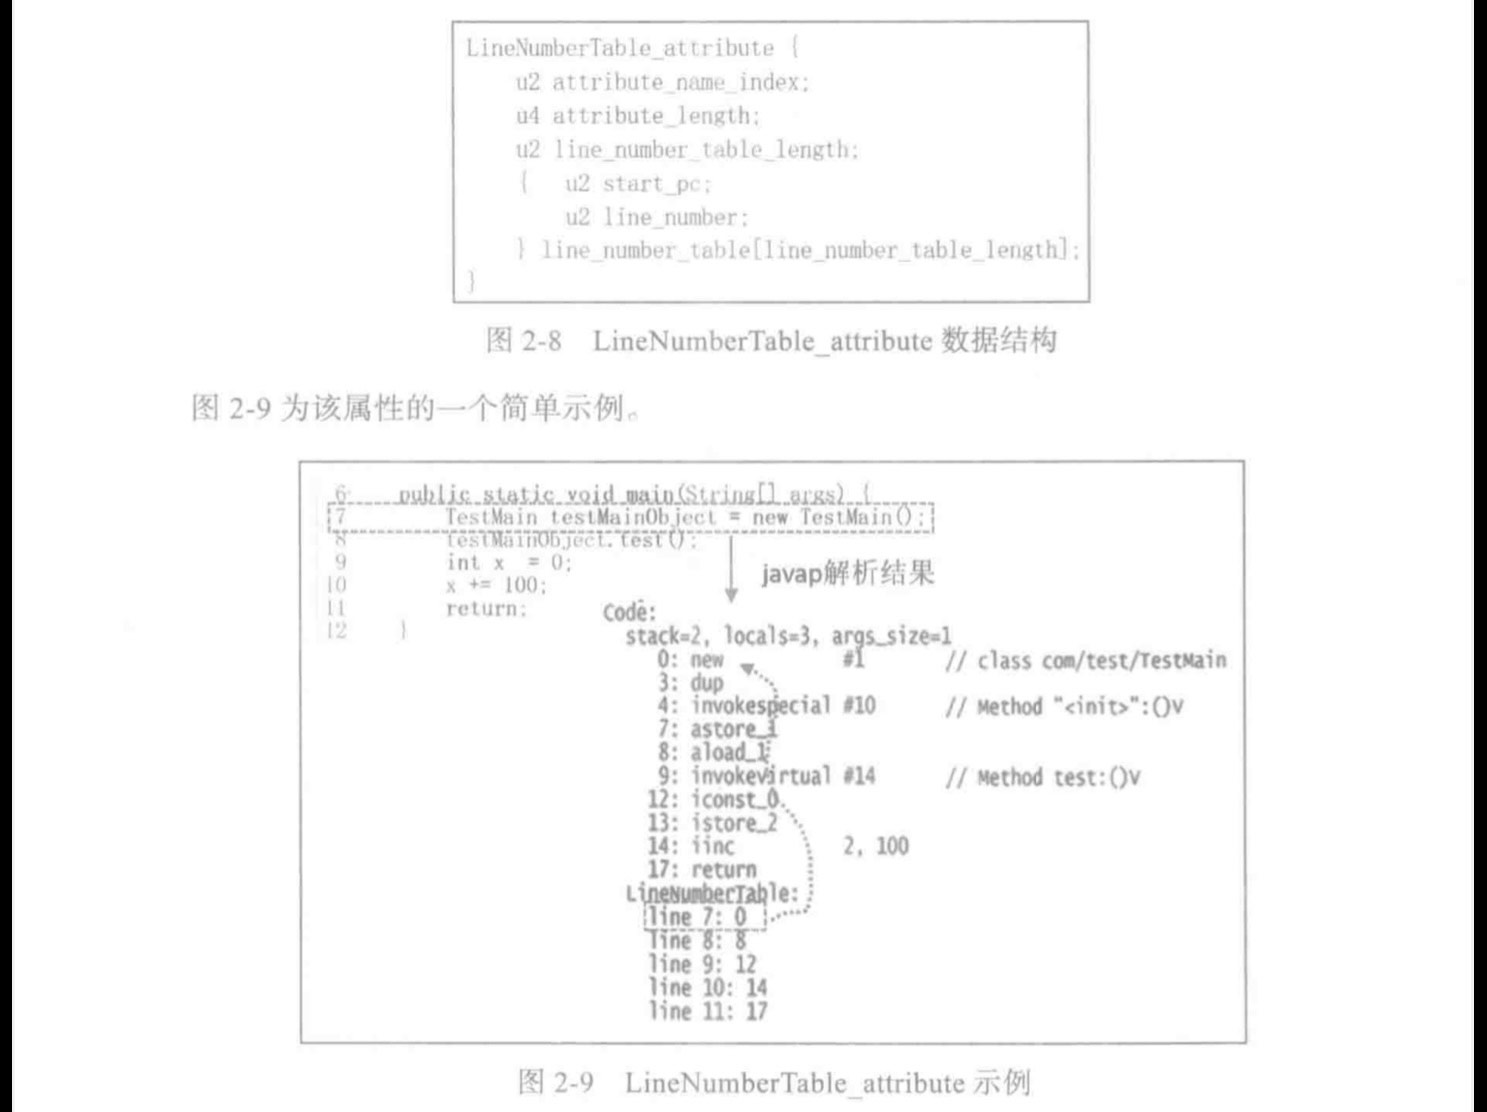 LineNumberTable_attribute {
u2 attribute_name_index;
u4 attribute_length;
u2 line_number_table_length;
{ u2 start_pc;
u2 line_number;
} line_number_table[line_number_table_length];
}
图 2-8 LineNumberTable_attribute 数据结构
图 2-9 为该属性的一个简单示例。
6 public static void main(String[] args) {
7 TestMain testMainObject = new TestMain();
8 testMainObject.test();
9 int x = 0;
10 x += 100;
11 return;
12 }
javap解析结果
Code:
stack=2, locals=3, args_size=1
0: new #1 // class com/test/TestMain
3: dup
4: invokespecial #10 // Method "<init>":()V
7: astore_1
8: aload_1
9: invokevirtual #14 // Method test:()V
12: iconst_0
13: istore_2
14: iinc 2, 100
17: return
LineNumberTable:
line 7: 0
line 8: 8
line 9: 12
line 10: 14
line 11: 17
图 2-9 LineNumberTable_attribute 示例